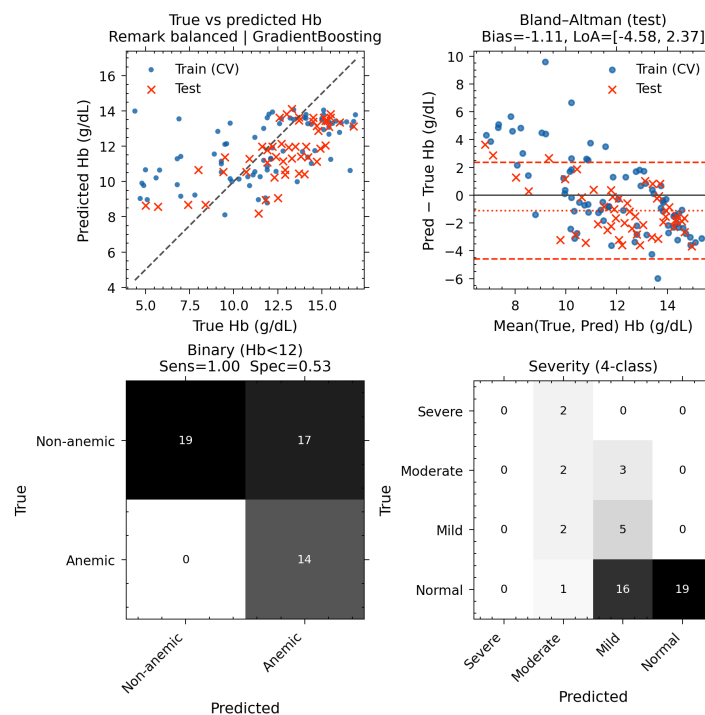 True vs predicted Hb
Remark balanced | GradientBoosting
Bland–Altman (test)
Bias=-1.11, LoA=[-4.58, 2.37]
Predicted Hb (g/dL)
16
14
12
10
8
6
4
Train (CV)
Test
5.0 7.5 10.0 12.5 15.0
True Hb (g/dL)
Pred − True Hb (g/dL)
10
8
6
4
2
0
−2
−4
−6
Train (CV)
Test
8 10 12 14
Mean(True, Pred) Hb (g/dL)
Binary (Hb<12)
Sens=1.00 Spec=0.53
True
Non-anemic
Anemic
19 17
0 14
Non-anemic
Anemic
Predicted
Severity (4-class)
True
Severe
Moderate
Mild
Normal
0 2 0 0
0 2 3 0
0 2 5 0
0 1 16 19
Severe
Moderate
Mild
Normal
Predicted